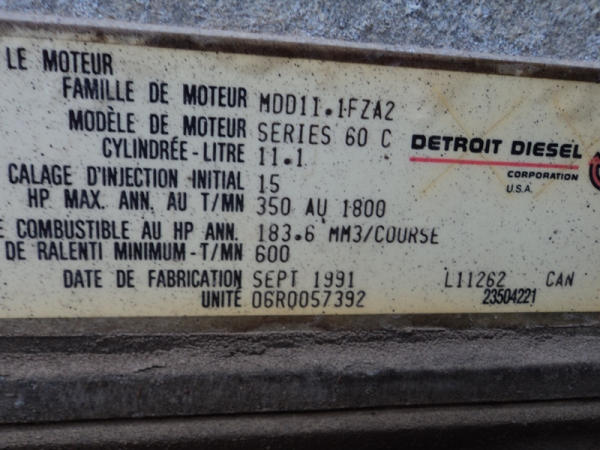 LE MOTEUR
FAMILLE DE MOTEUR MDD11.1FZA2
MODÈLE DE MOTEUR SERIES 60 C
CYLINDRÉE-LITRE 11.1
CALAGE D'INJECTION INITIAL 15
HP MAX. ANN. AU T/MN 350 AU 1800
COMBUSTIBLE AU HP ANN. 183.6 MM3/COURSE
DE RALENTI MINIMUM-T/MN 600
DATE DE FABRICATION SEPT 1991 L11262 CAN
UNITÉ 06R0057392 23504221
DETROIT DIESEL
CORPORATION
U.S.A.